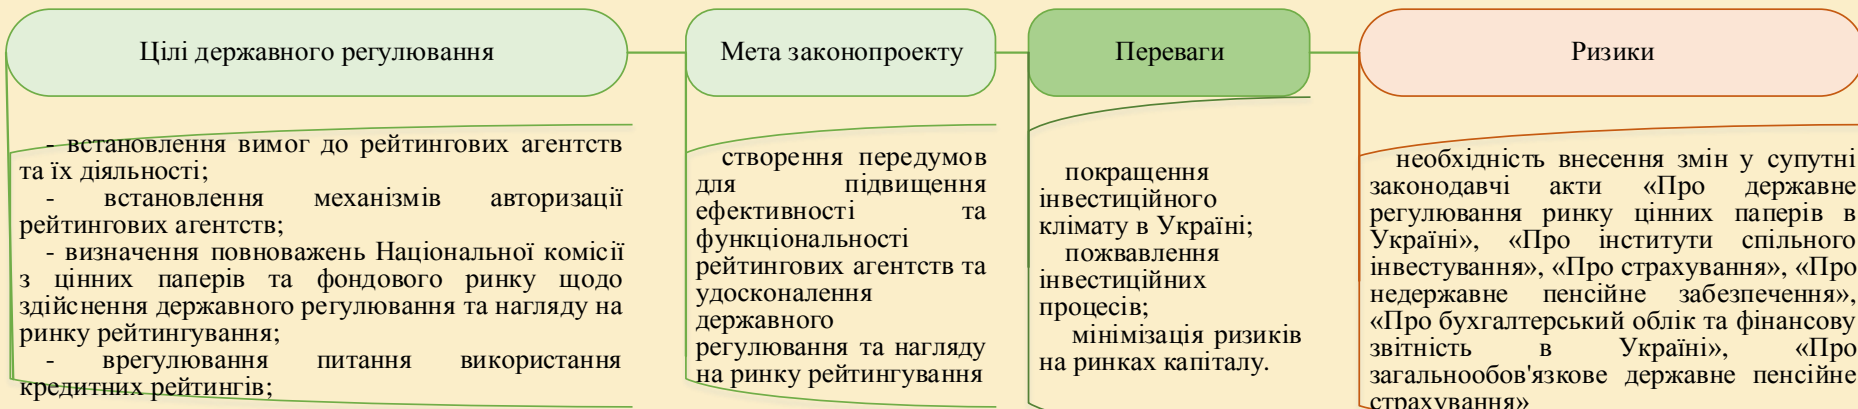 Цілі державного регулювання
- встановлення вимог до рейтингових агентств
та їх діяльності;
- встановлення механізмів авторизації
рейтингових агентств;
- визначення повноважень Національної комісії
з цінних паперів та фондового ринку щодо
здійснення державного регулювання та нагляду на
ринку рейтингування;
- врегулювання питання використання
кредитних рейтингів;
Мета законопроекту
створення передумов
для підвищення
ефективності та
функціональності
рейтингових агентств та
удосконалення
державного
регулювання та нагляду
на ринку рейтингування
Переваги
покращення
інвестиційного
клімату в Україні;
пожвавлення
інвестиційних
процесів;
мінімізація ризиків
на ринках капіталу.
Ризики
необхідність внесення змін у супутні
законодавчі акти «Про державне
регулювання ринку цінних паперів в
Україні», «Про інститути спільного
інвестування», «Про страхування», «Про
недержавне пенсійне забезпечення»,
«Про бухгалтерський облік та фінансову
звітність в Україні», «Про
загальнообов'язкове державне пенсійне
страхування»